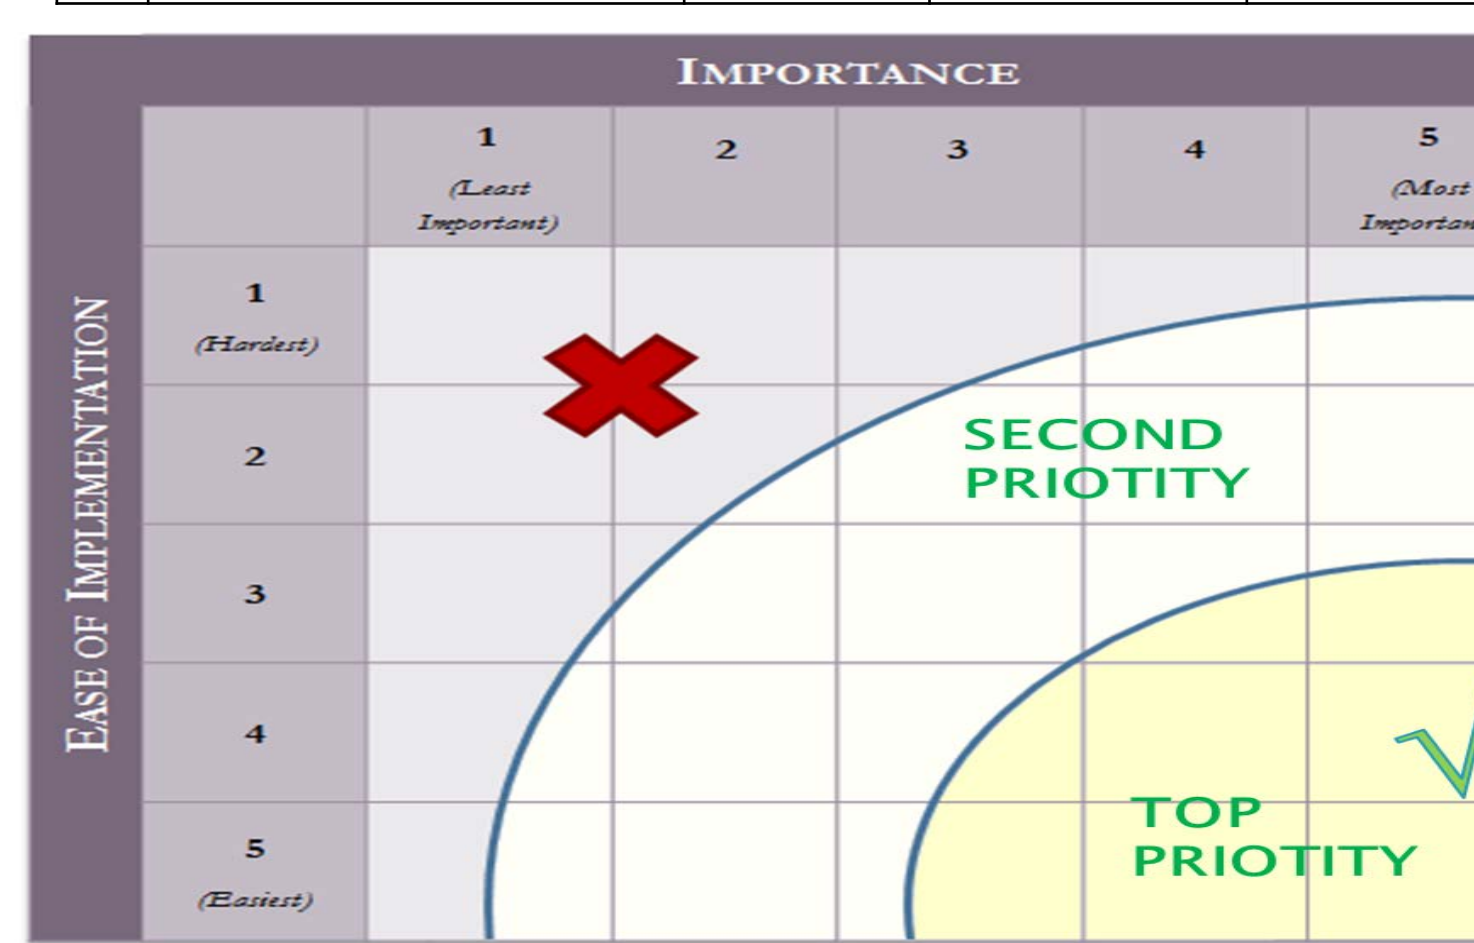 IMPORTANCE
1
(Least
Important)
2
3
4
5
(Most
Importan
EASE OF IMPLEMENTATION
1
(Hardest)
2
3
4
5
(Easiest)
SECOND
PRIOTITY
TOP
PRIOTITY